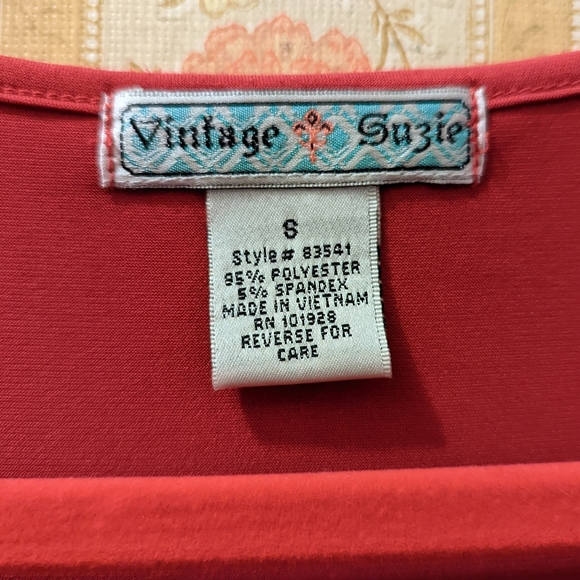 Vintage Suzie
S
Style# 83541
95% POLYESTER
5% SPANDEX
MADE IN VIETNAM
RN 101928
REVERSE FOR
CARE